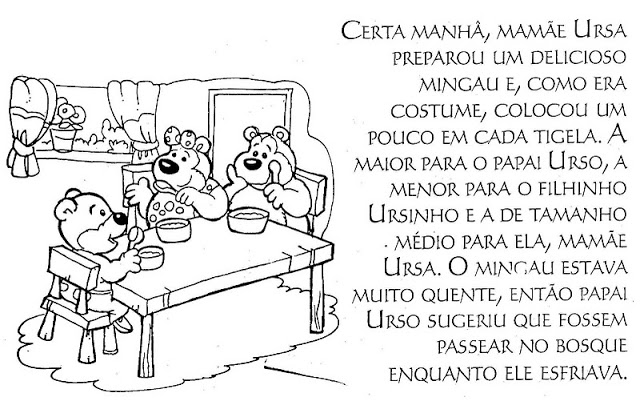 CERTA MANHÂ, MAMÃE URSA
PREPAROU UM DELICIOSO
MINGAU E, COMO ERA
COSTUME, COLOCOU UM
POUCO EM CADA TIGELA. A
MAIOR PARA O PAPAI URSO, A
MENOR PARA O FILHINHO
URSINHO E A DE TAMANHO
MÉDIO PARA ELA, MAMÃE
URSA. O MINGAU ESTAVA
MUITO QUENTE, ENTÃO PAPAI
URSO SUGERIU QUE FOSSEM
PASSEAR NO BOSQUE
ENQUANTO ELE ESFRIAVA.